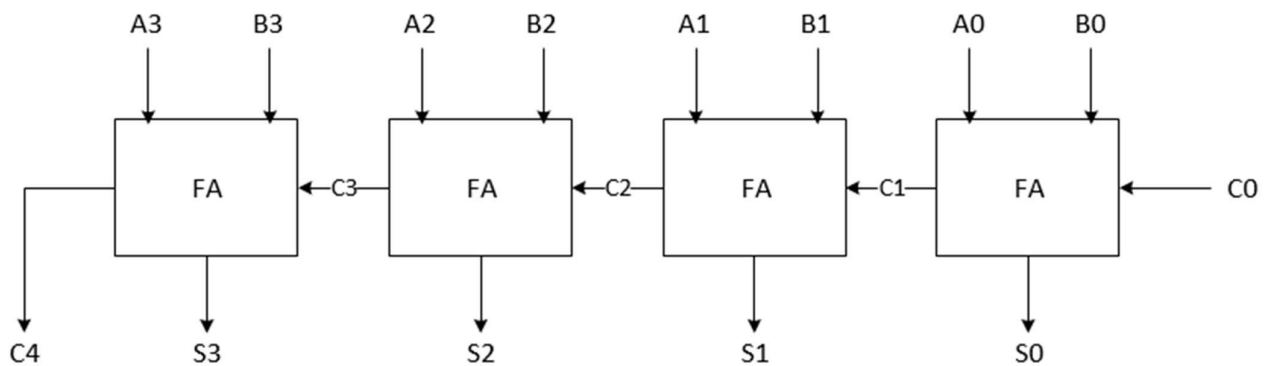 A3 B3 A2 B2 A1 B1 A0 B0
FA C3 FA C2 FA C1 FA C0
C4 S3 S2 S1 S0